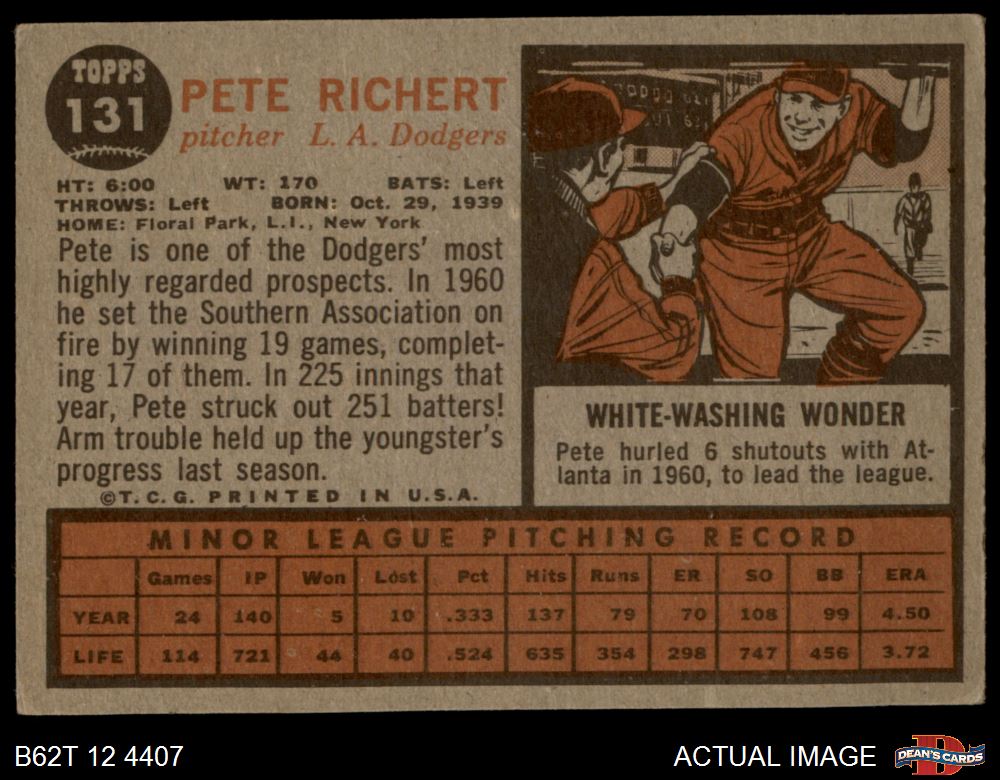 TOPPS
131
PETE RICHERT
pitcher L. A. Dodgers
HT: 6:00 WT: 170 BATS: Left
THROWS: Left BORN: Oct. 29, 1939
HOME: Floral Park, L.I., New York
Pete is one of the Dodgers' most
highly regarded prospects. In 1960
he set the Southern Association on
fire by winning 19 games, complet-
ing 17 of them. In 225 innings that
year, Pete struck out 251 batters!
Arm trouble held up the youngster's
progress last season.
©T.C.G. PRINTED IN U.S.A.
WHITE-WASHING WONDER
Pete hurled 6 shutouts with At-
lanta in 1960, to lead the league.
MINOR LEAGUE PITCHING RECORD
Games IP Won Lost Pct Hits Runs ER SO BB ERA
YEAR 24 140 5 10 .333 137 79 70 108 99 4.50
LIFE 114 721 44 40 .524 635 354 298 747 456 3.72
B62T 12 4407
ACTUAL IMAGE
DEAN'S CARDS